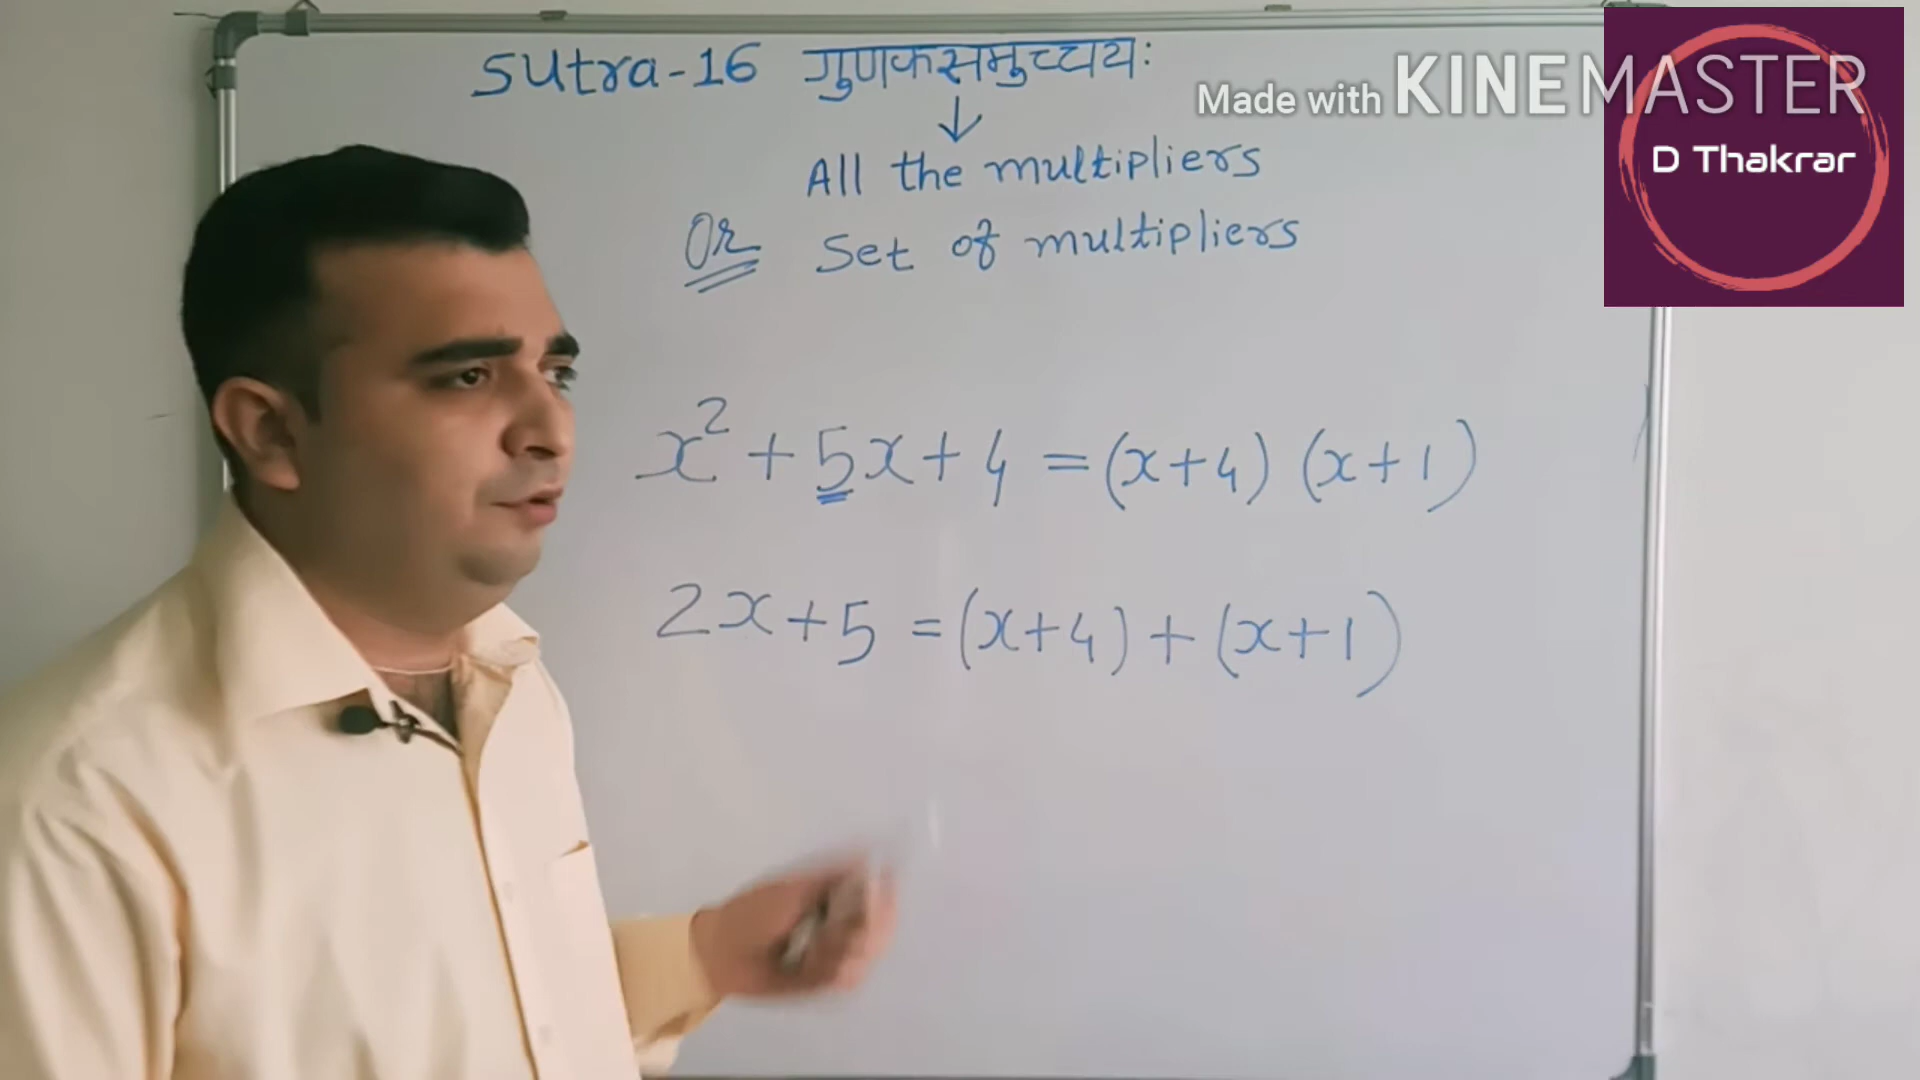 Sutra-16 गुणकसमुच्चयः
↓
All the multipliers
Or Set of multipliers
x² + 5x + 4 = (x+4) (x+1)
2x + 5 = (x+4) + (x+1)
Made with KINEMASTER
D Thakrar